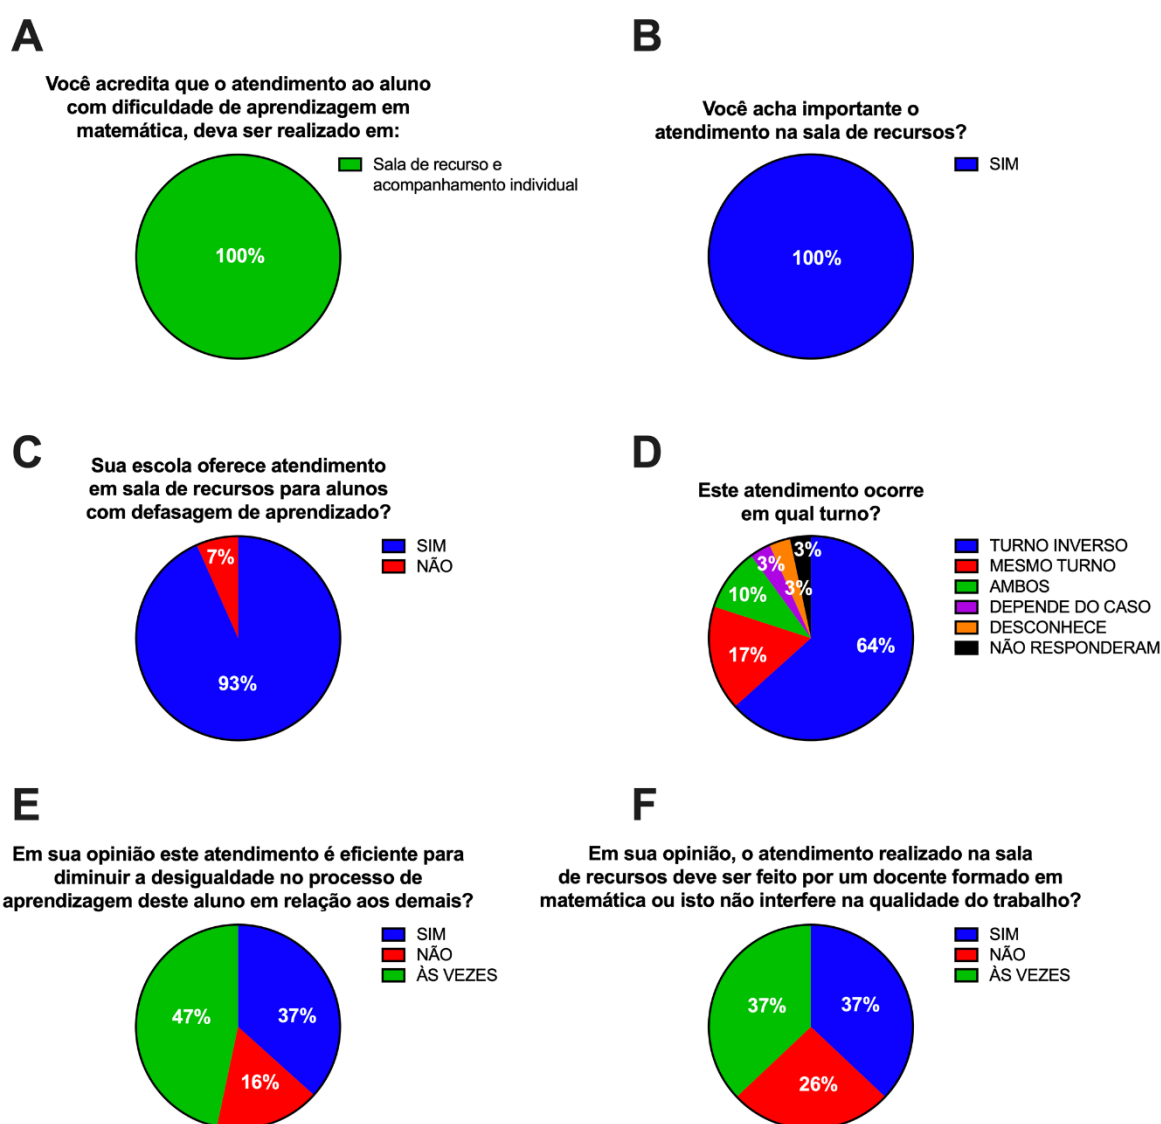 A
Você acredita que o atendimento ao aluno
com dificuldade de aprendizagem em
matemática, deva ser realizado em:
Sala de recurso e
acompanhamento individual
100%
B
Você acha importante o
atendimento na sala de recursos?
SIM
100%
C
Sua escola oferece atendimento
em sala de recursos para alunos
com defasagem de aprendizado?
SIM
NÃO
7%
93%
D
Este atendimento ocorre
em qual turno?
TURNO INVERSO
MESMO TURNO
AMBOS
DEPENDE DO CASO
DESCONHECE
NÃO RESPONDERAM
3%
3%
3%
10%
17%
64%
E
Em sua opinião este atendimento é eficiente para
diminuir a desigualdade no processo de
aprendizagem deste aluno em relação aos demais?
SIM
NÃO
ÀS VEZES
47%
37%
16%
F
Em sua opinião, o atendimento realizado na sala
de recursos deve ser feito por um docente formado em
matemática ou isto não interfere na qualidade do trabalho?
SIM
NÃO
ÀS VEZES
37%
37%
26%